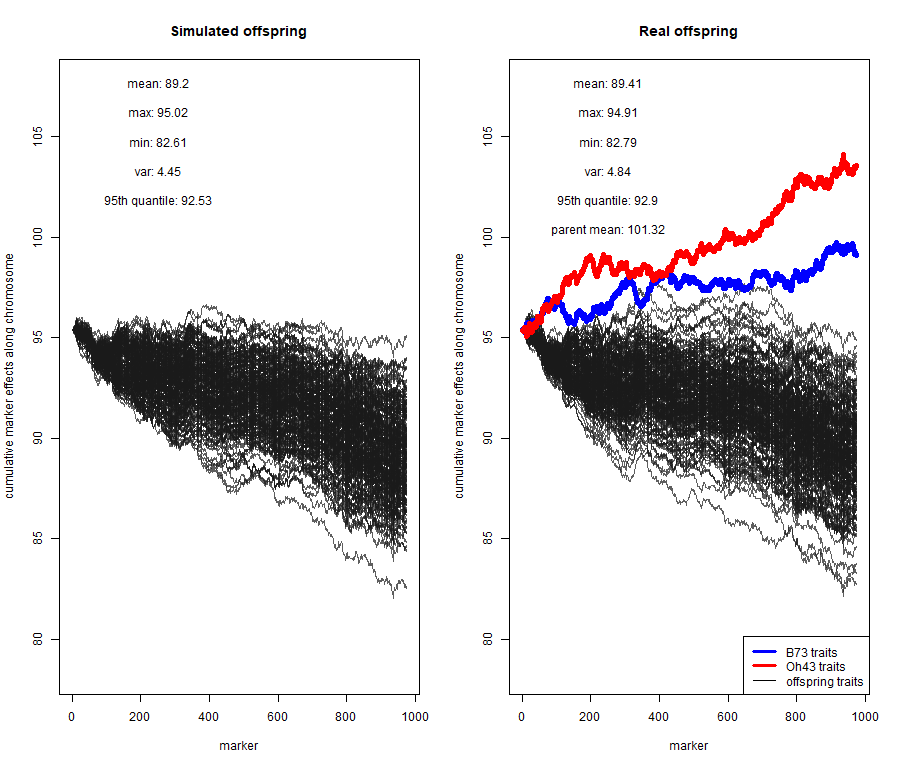 Simulated offspring
mean: 89.2
max: 95.02
min: 82.61
var: 4.45
95th quantile: 92.53
cumulative marker effects along chrmosome
80
85
90
95
100
105
0
200
400
600
800
1000
marker
Real offspring
mean: 89.41
max: 94.91
min: 82.79
var: 4.84
95th quantile: 92.9
parent mean: 101.32
cumulative marker effects along chrmosome
80
85
90
95
100
105
B73 traits
Oh43 traits
offspring traits
0
200
400
600
800
1000
marker